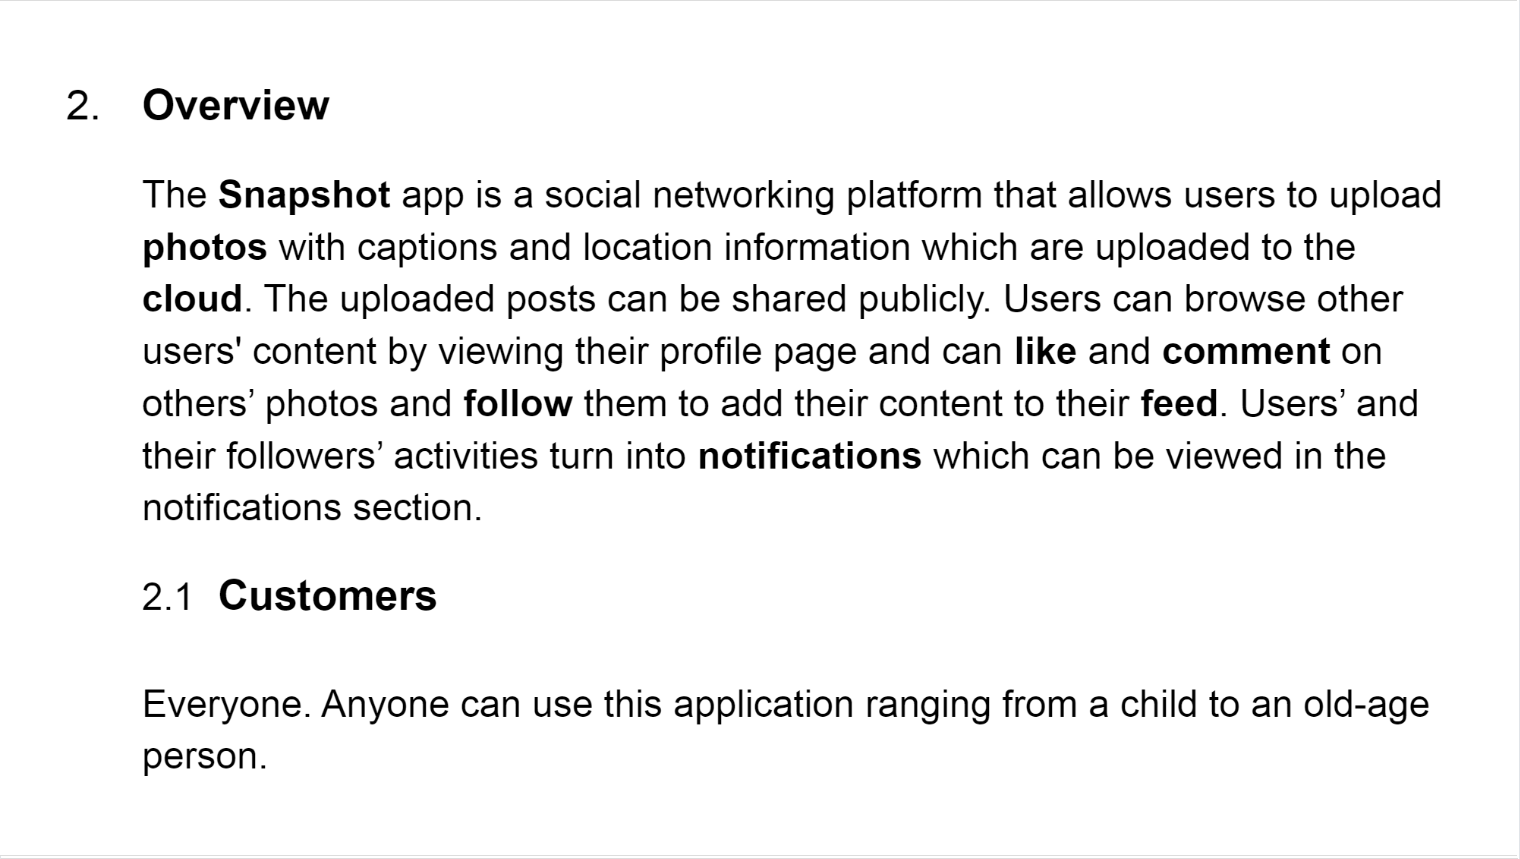 2. Overview
The Snapshot app is a social networking platform that allows users to upload
photos with captions and location information which are uploaded to the
cloud. The uploaded posts can be shared publicly. Users can browse other
users' content by viewing their profile page and can like and comment on
others’ photos and follow them to add their content to their feed. Users’ and
their followers’ activities turn into notifications which can be viewed in the
notifications section.
2.1 Customers
Everyone. Anyone can use this application ranging from a child to an old-age
person.